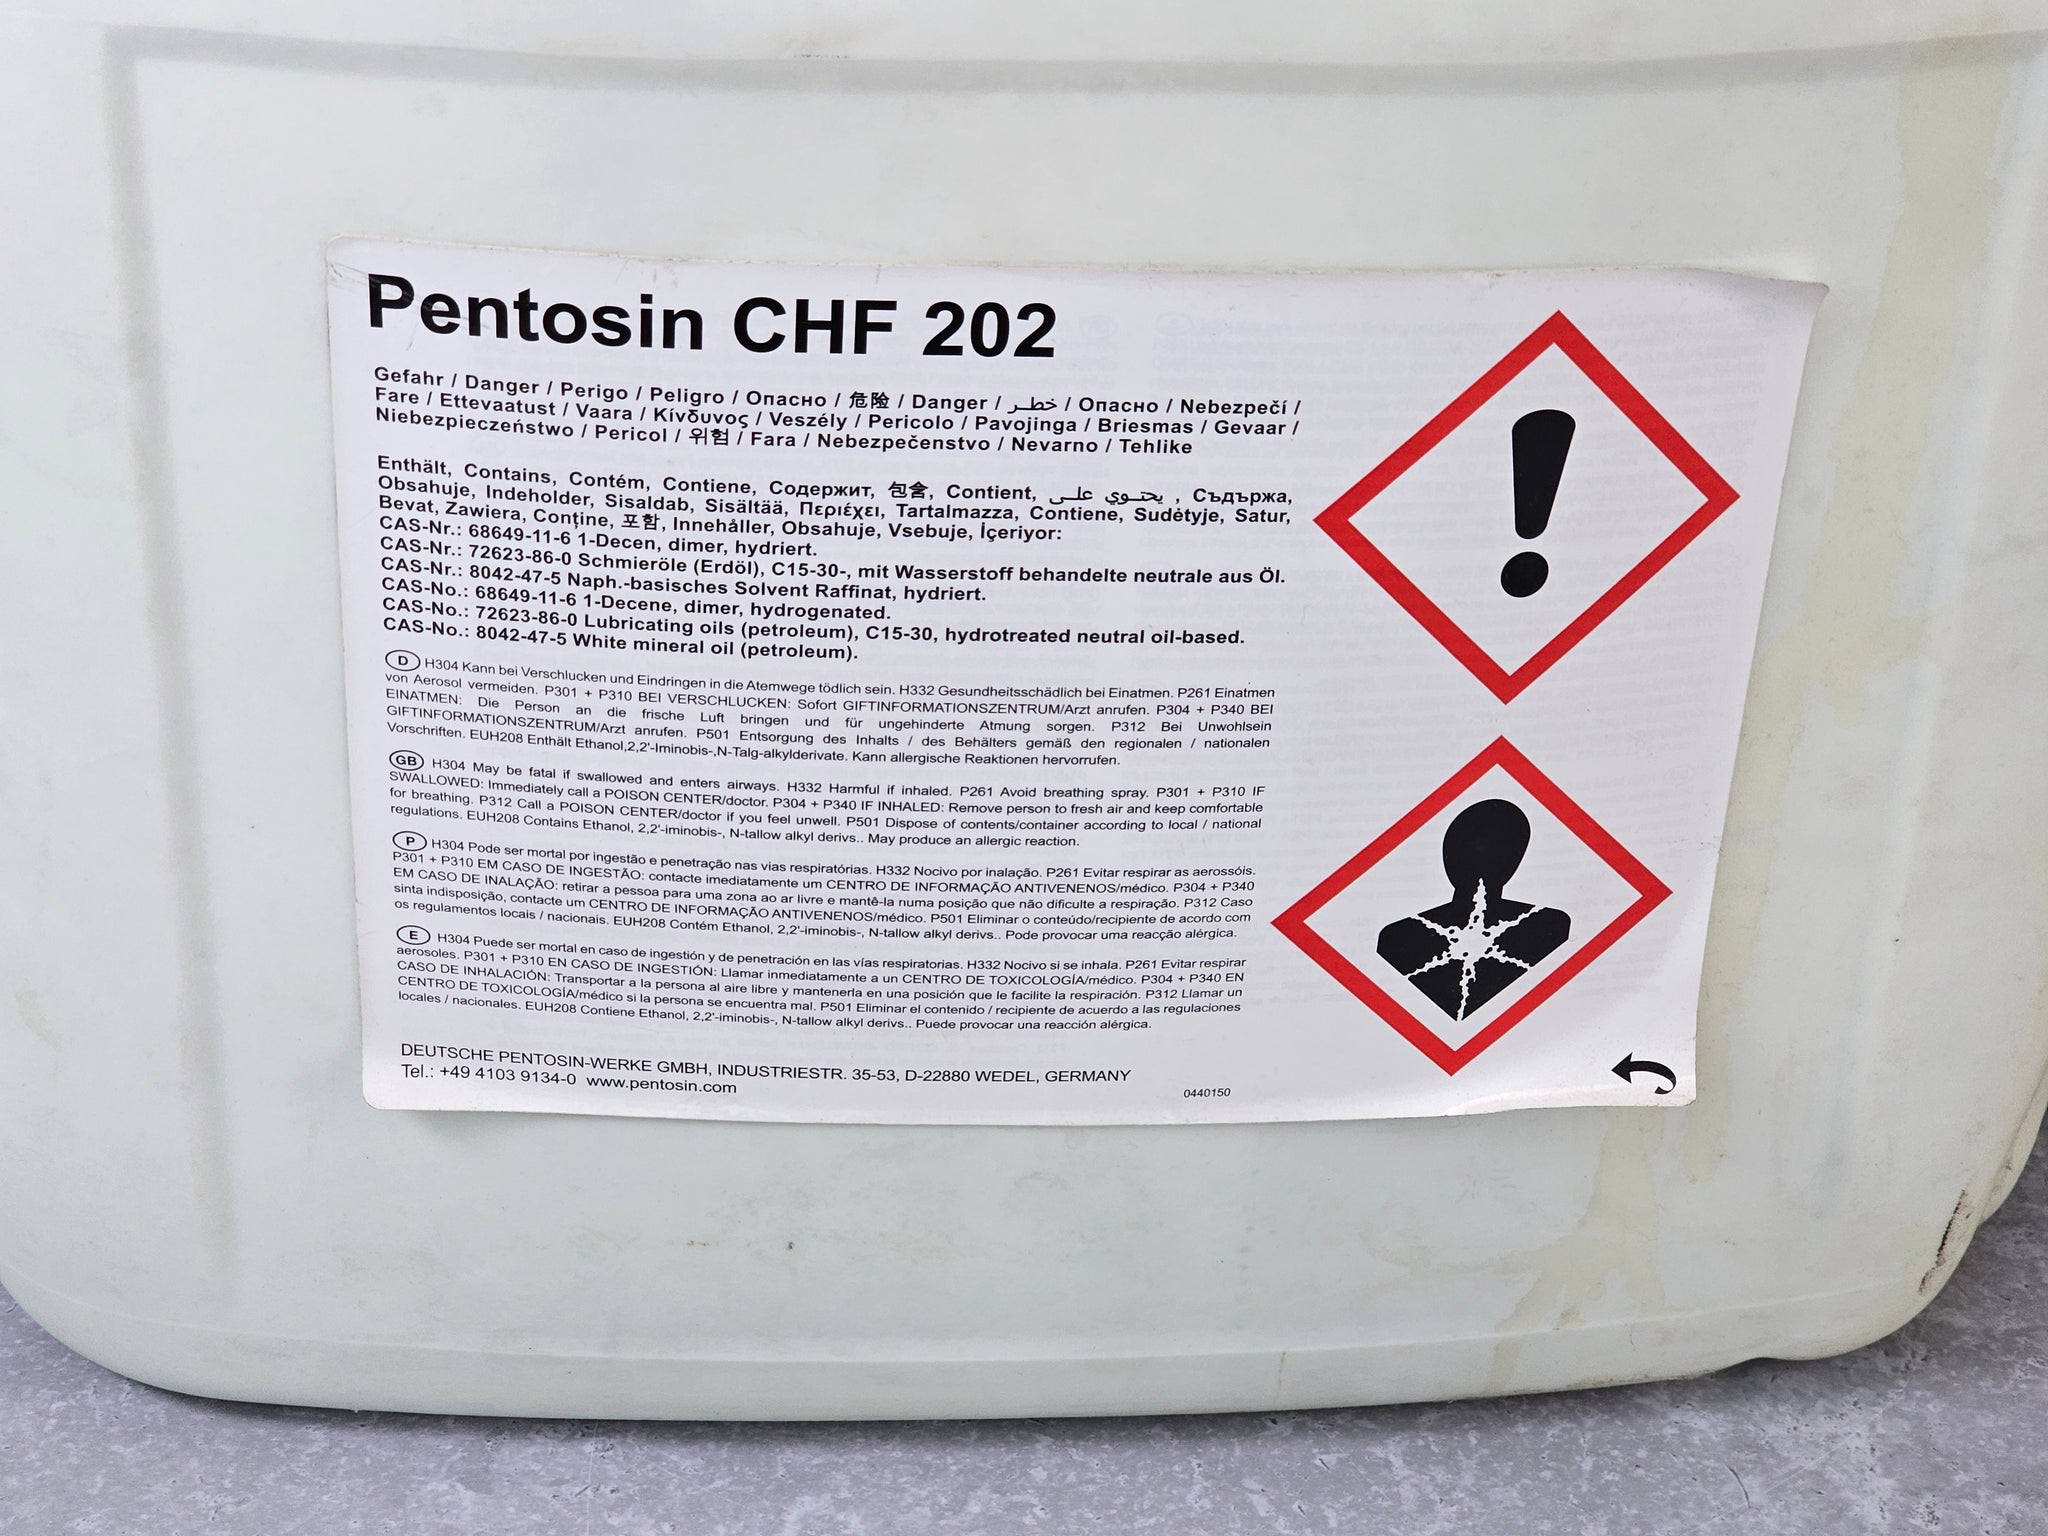 Pentosin CHF 202
Gefahr / Danger / Perigo / Peligro / Опасно / 危險 / Danger / خطر / Опасно / Nebezpečí /
Fare / Ettevaatust / Vaara / Κίνδυνος / Veszély / Pericolo / Pavojinga / Briesmas / Gevaar /
Niebezpieczeństwo / Pericol / 위험 / Fara / Nebezpečenstvo / Nevarno / Tehlike
Enthält, Contains, Contém, Contiene, Содержит, 包含, Contient, يحتوي على , Съдържа,
Obsahuje, Indeholder, Sisaldab, Sisältää, Περιέχει, Tartalmazza, Contiene, Sudėtyje, Satur,
Bevat, Zawiera, Conţine, 포함, Innehåller, Obsahuje, Vsebuje, İçeriyor:
CAS-Nr.: 68649-11-6 1-Decen, dimer, hydriert.
CAS-Nr.: 72623-86-0 Schmieröle (Erdöl), C15-30-, mit Wasserstoff behandelte neutrale aus Öl.
CAS-Nr.: 8042-47-5 Naph.-basisches Solvent Raffinat, hydriert.
CAS-No.: 68649-11-6 1-Decene, dimer, hydrogenated.
CAS-No.: 72623-86-0 Lubricating oils (petroleum), C15-30, hydrotreated neutral oil-based.
CAS-No.: 8042-47-5 White mineral oil (petroleum).
D H304 Kann bei Verschlucken und Eindringen in die Atemwege tödlich sein. H332 Gesundheitsschädlich bei Einatmen. P261 Einatmen
von Aerosol vermeiden. P301 + P310 BEI VERSCHLUCKEN: Sofort GIFTINFORMATIONSZENTRUM/Arzt anrufen. P304 + P340 BEI
EINATMEN: Die Person an die frische Luft bringen und für ungehinderte Atmung sorgen. P312 Bei Unwohlsein
GIFTINFORMATIONSZENTRUM/Arzt anrufen. P501 Entsorgung des Inhalts / des Behälters gemäß den regionalen / nationalen
Vorschriften. EUH208 Enthält Ethanol,2,2'-Iminobis-,N-Talg-alkylderivate. Kann allergische Reaktionen hervorrufen.
GB H304 May be fatal if swallowed and enters airways. H332 Harmful if inhaled. P261 Avoid breathing spray. P301 + P310 IF
SWALLOWED: Immediately call a POISON CENTER/doctor. P304 + P340 IF INHALED: Remove person to fresh air and keep comfortable
for breathing. P312 Call a POISON CENTER/doctor if you feel unwell. P501 Dispose of contents/container according to local / national
regulations. EUH208 Contains Ethanol, 2,2'-iminobis-, N-tallow alkyl derivs.. May produce an allergic reaction.
P H304 Pode ser mortal por ingestão e penetração nas vias respiratórias. H332 Nocivo por inalação. P261 Evitar respirar as aerossóis.
P301 + P310 EM CASO DE INGESTÃO: contacte imediatamente um CENTRO DE INFORMAÇÃO ANTIVENENOS/médico. P304 + P340
EM CASO DE INALAÇÃO: retirar a pessoa para uma zona ao ar livre e mantê-la numa posição que não dificulte a respiração. P312 Caso
sinta indisposição, contacte um CENTRO DE INFORMAÇÃO ANTIVENENOS/médico. P501 Eliminar o conteúdo/recipiente de acordo com
os regulamentos locais / nacionais. EUH208 Contém Ethanol, 2,2'-iminobis-, N-tallow alkyl derivs.. Pode provocar uma reacção alérgica.
E H304 Puede ser mortal en caso de ingestión y de penetración en las vías respiratorias. H332 Nocivo si se inhala. P261 Evitar respirar
aerosoles. P301 + P310 EN CASO DE INGESTIÓN: Llamar inmediatamente a un CENTRO DE TOXICOLOGÍA/médico. P304 + P340 EN
CASO DE INHALACIÓN: Transportar a la persona al aire libre y mantenerla en una posición que le facilite la respiración. P312 Llamar un
CENTRO DE TOXICOLOGÍA/médico si la persona se encuentra mal. P501 Eliminar el contenido / recipiente de acuerdo a las regulaciones
locales / nacionales. EUH208 Contiene Ethanol, 2,2'-iminobis-, N-tallow alkyl derivs.. Puede provocar una reacción alérgica.
DEUTSCHE PENTOSIN-WERKE GMBH, INDUSTRIESTR. 35-53, D-22880 WEDEL, GERMANY
Tel.: +49 4103 9134-0 www.pentosin.com
0440150